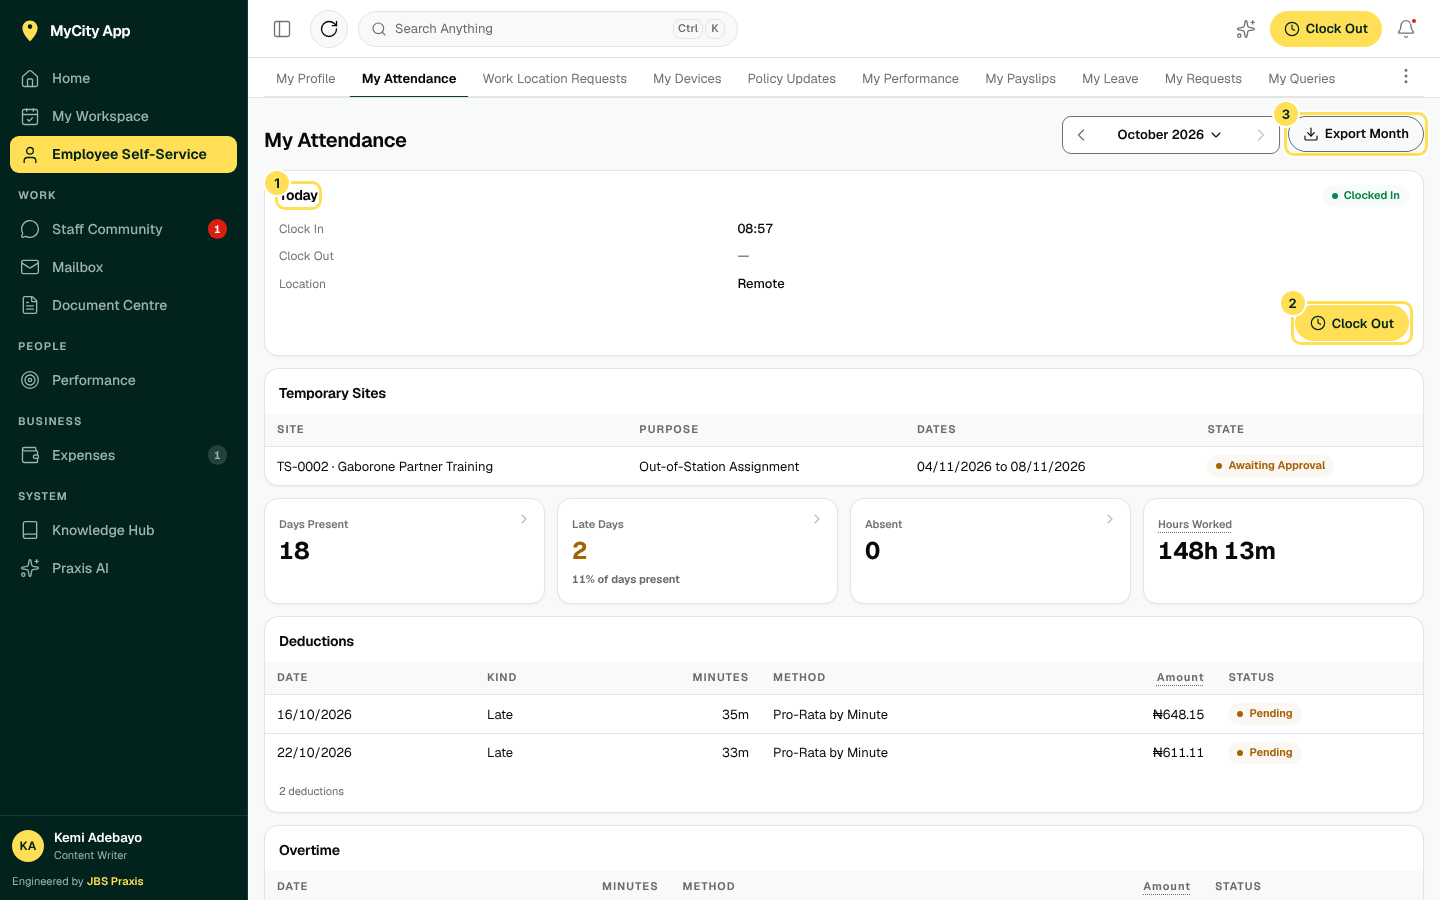 MyCity App
Home
My Workspace
Employee Self-Service
WORK
Staff Community 1
Mailbox
Document Centre
PEOPLE
Performance
BUSINESS
Expenses 1
SYSTEM
Knowledge Hub
Praxis AI
KA
Kemi Adebayo
Content Writer
Engineered by JBS Praxis
Search Anything Ctrl K
Clock Out
My Profile My Attendance Work Location Requests My Devices Policy Updates My Performance My Payslips My Leave My Requests My Queries
My Attendance
October 2026
3
Export Month
1
Today
Clocked In
Clock In 08:57
Clock Out —
Location Remote
2
Clock Out
Temporary Sites
SITE PURPOSE DATES STATE
TS-0002 · Gaborone Partner Training Out-of-Station Assignment 04/11/2026 to 08/11/2026 Awaiting Approval
Days Present
18
Late Days
2
11% of days present
Absent
0
Hours Worked
148h 13m
Deductions
DATE KIND MINUTES METHOD Amount STATUS
16/10/2026 Late 35m Pro-Rata by Minute ₦648.15 Pending
22/10/2026 Late 33m Pro-Rata by Minute ₦611.11 Pending
2 deductions
Overtime
DATE MINUTES METHOD Amount STATUS